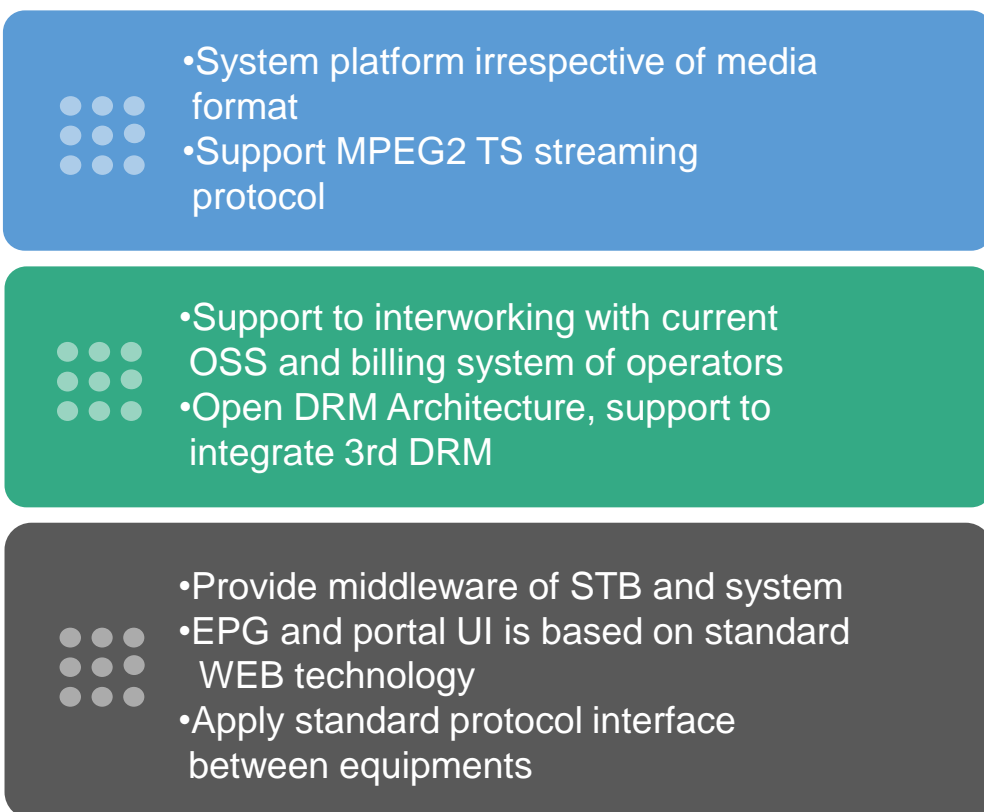 •System platform irrespective of media
format
•Support MPEG2 TS streaming
protocol
•Support to interworking with current
OSS and billing system of operators
•Open DRM Architecture, support to
integrate 3rd DRM
•Provide middleware of STB and system
•EPG and portal UI is based on standard
WEB technology
•Apply standard protocol interface
between equipments